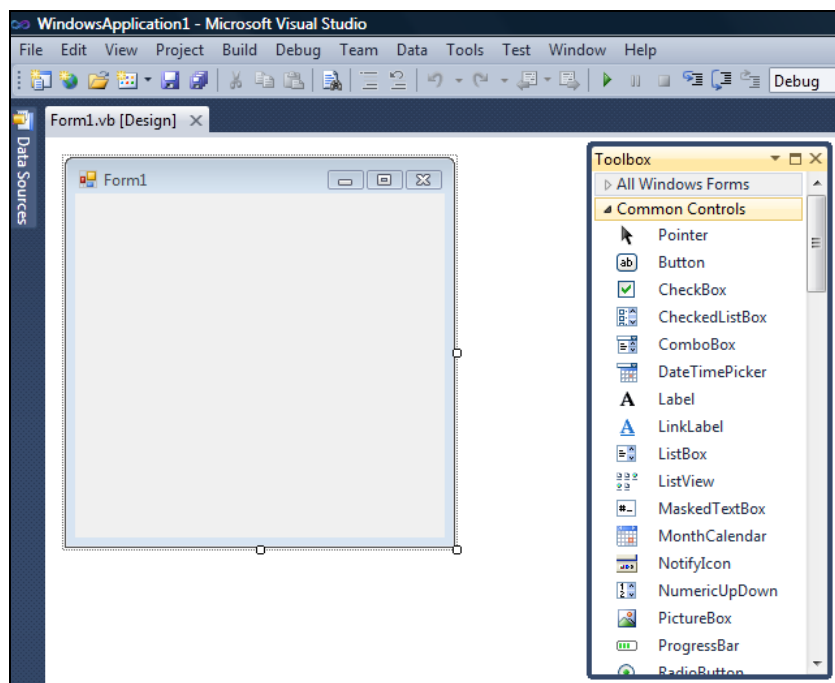 WindowsApplication1 - Microsoft Visual Studio
File Edit View Project Build Debug Team Data Tools Test Window Help
Debug
Data Sources
Form1.vb [Design]
Form1
Toolbox
All Windows Forms
Common Controls
Pointer
ab Button
CheckBox
CheckedListBox
ComboBox
DateTimePicker
A Label
A LinkLabel
ListBox
ListView
MaskedTextBox
MonthCalendar
NotifyIcon
NumericUpDown
PictureBox
ProgressBar
RadioButton